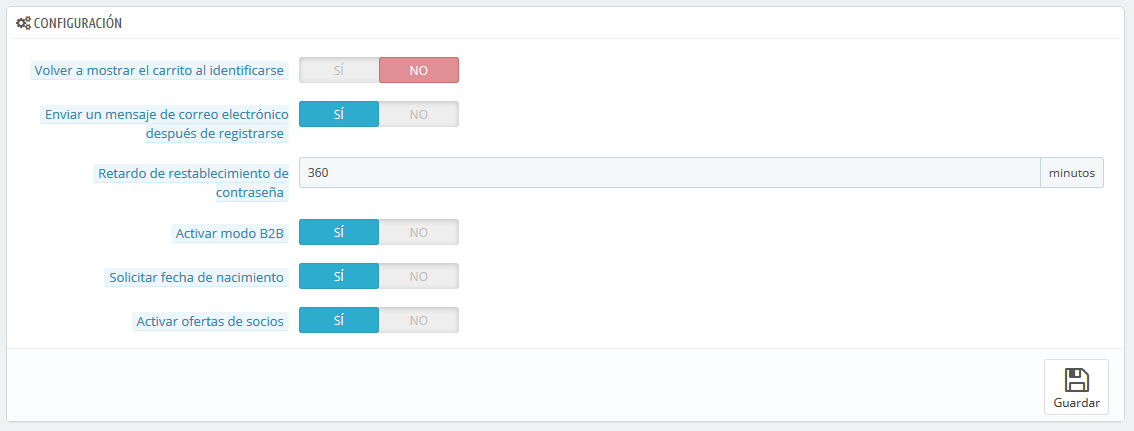 CONFIGURACIÓN
Volver a mostrar el carrito al identificarse SÍ NO
Enviar un mensaje de correo electrónico
después de registrarse
SÍ NO
Retardo de restablecimiento de
contraseña
360 minutos
Activar modo B2B SÍ NO
Solicitar fecha de nacimiento SÍ NO
Activar ofertas de socios SÍ NO
Guardar